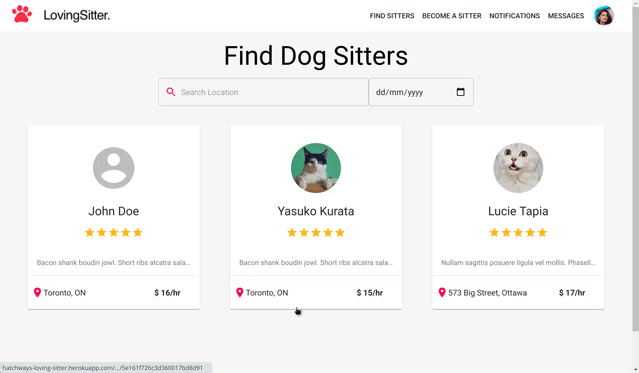 LovingSitter.
FIND SITTERS BECOME A SITTER NOTIFICATIONS MESSAGES
Find Dog Sitters
Search Location
dd/mm/yyyy
John Doe
Bacon shank boudin jowl. Short ribs alcatra sala...
Toronto, ON $ 16/hr
Yasuko Kurata
Bacon shank boudin jowl. Short ribs alcatra sala...
Toronto, ON $ 15/hr
Lucie Tapia
Nullam sagittis posuere ligula vel mollis. Phasell...
573 Big Street, Ottawa $ 17/hr
hatchways-loving-sitter.herokuapp.com/.../5e161f726c3d360017bd8d91